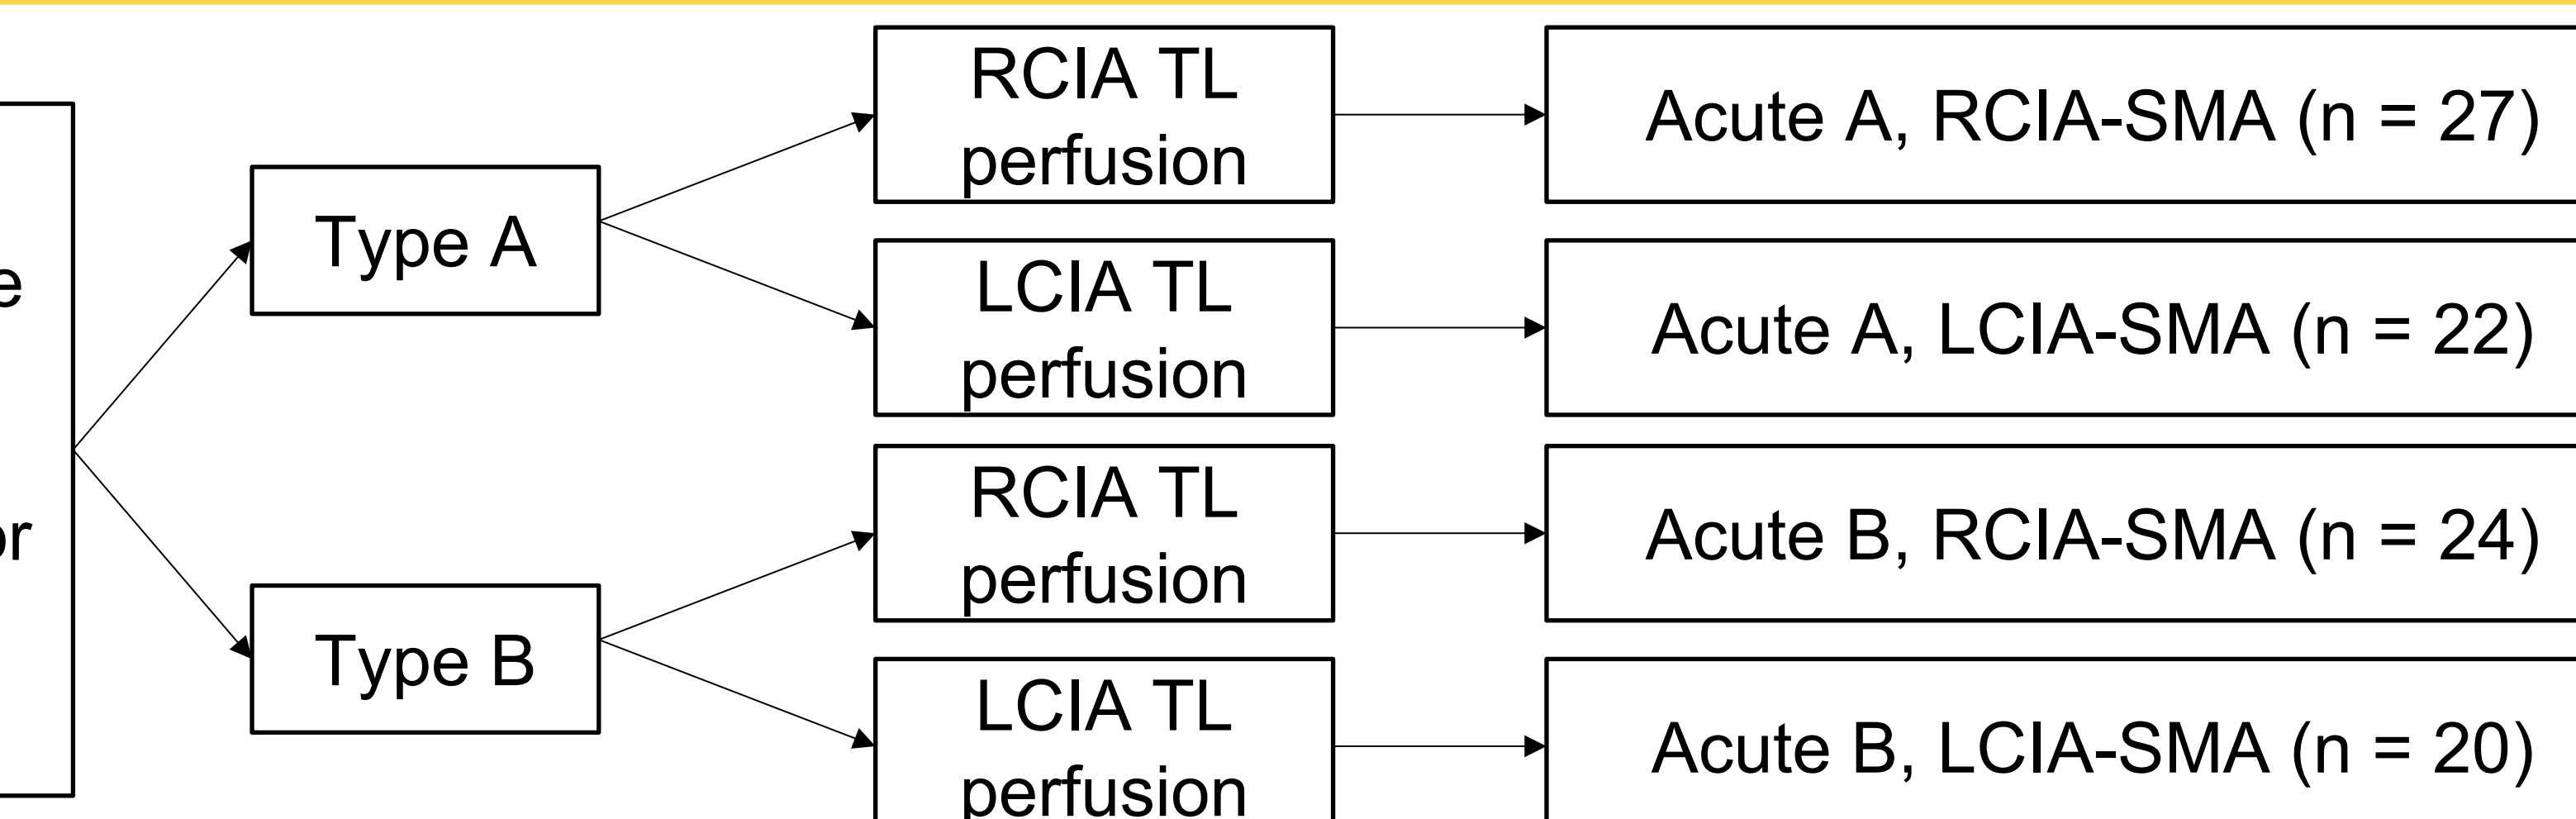 RCIA TL
perfusion
Acute A, RCIA-SMA (n = 27)
Type A
LCIA TL
perfusion
Acute A, LCIA-SMA (n = 22)
RCIA TL
perfusion
Acute B, RCIA-SMA (n = 24)
Type B
LCIA TL
perfusion
Acute B, LCIA-SMA (n = 20)